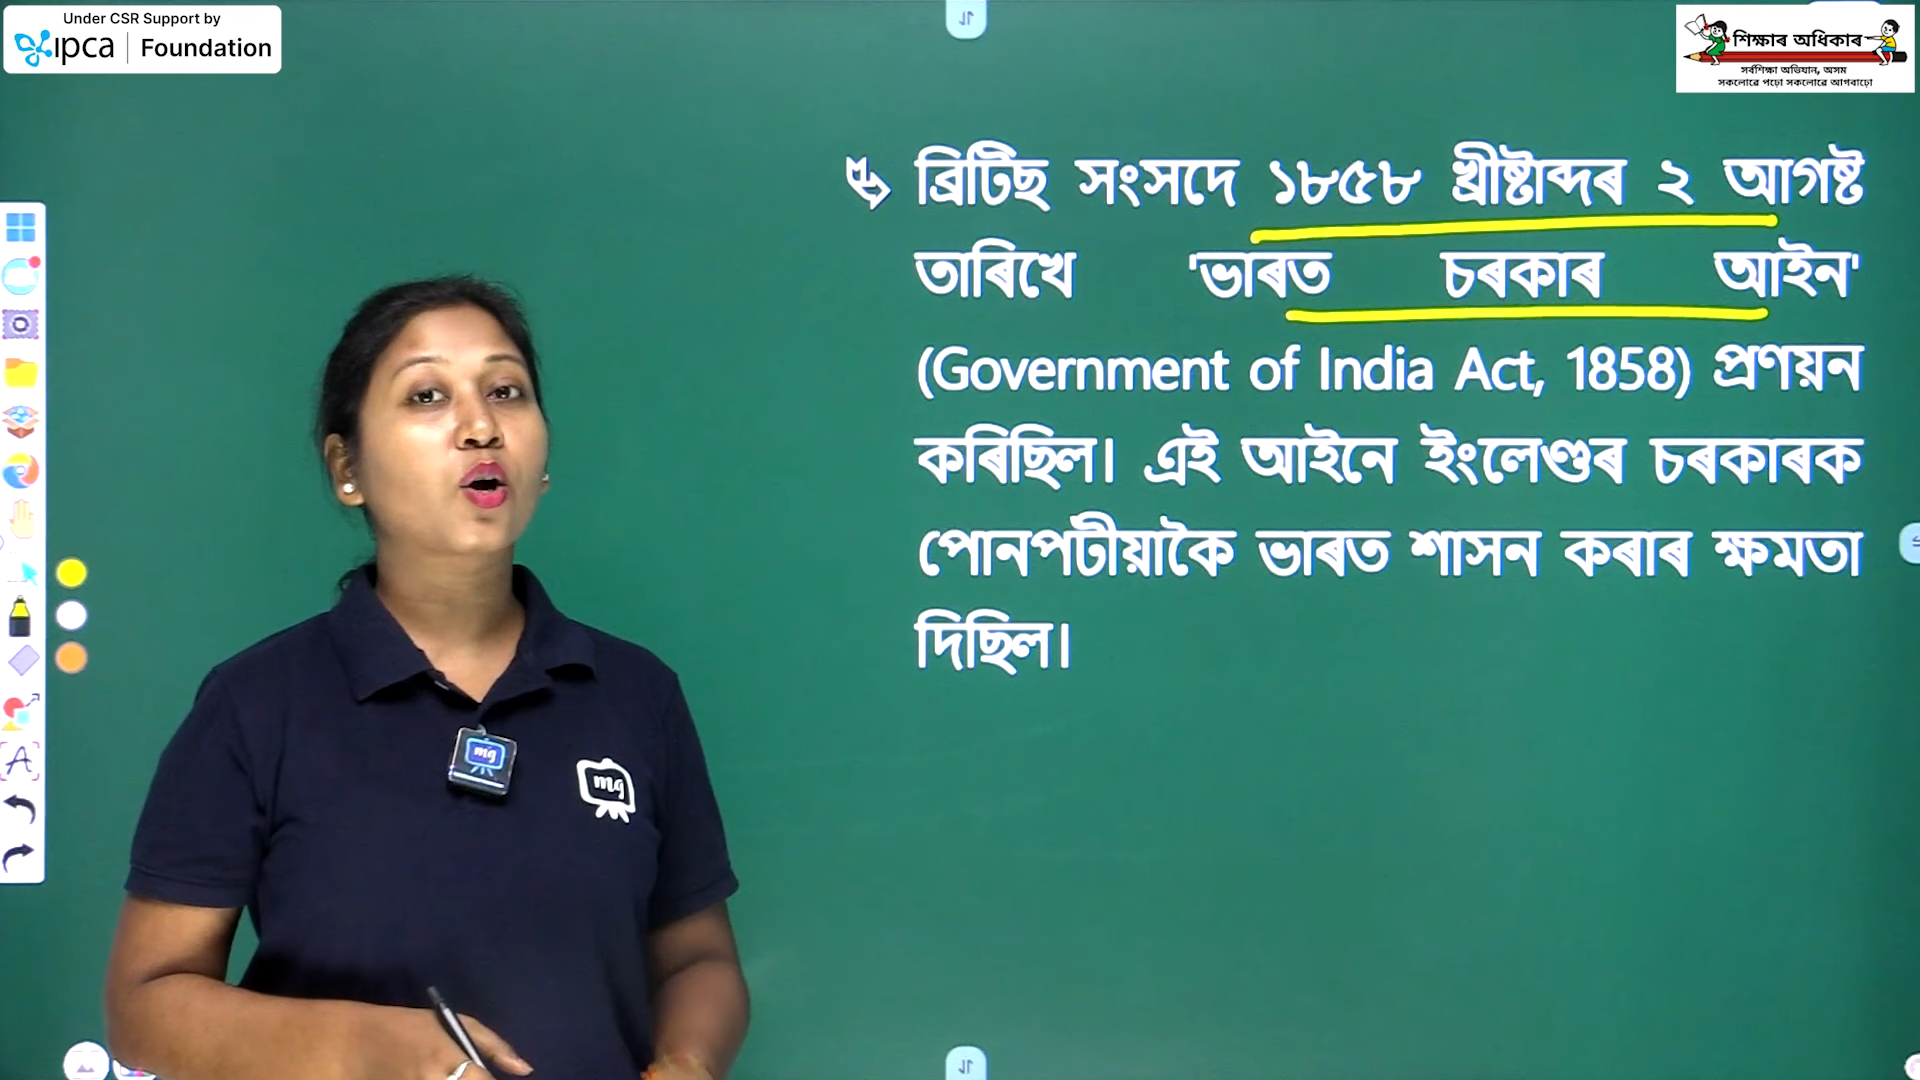 Under CSR Support by
ipca Foundation
শিক্ষাৰ অধিকাৰ
সৰ্বশিক্ষা অভিযান, অসম
সকলোৱে পঢ়ো সকলোৱে আগবাঢ়ো
ব্ৰিটিছ সংসদে ১৮৫৮ খ্ৰীষ্টাব্দৰ ২ আগষ্ট
তাৰিখে 'ভাৰত চৰকাৰ আইন'
(Government of India Act, 1858) প্ৰণয়ন
কৰিছিল। এই আইনে ইংলেণ্ডৰ চৰকাৰক
পোনপটীয়াকৈ ভাৰত শাসন কৰাৰ ক্ষমতা
দিছিল।
mg
mg